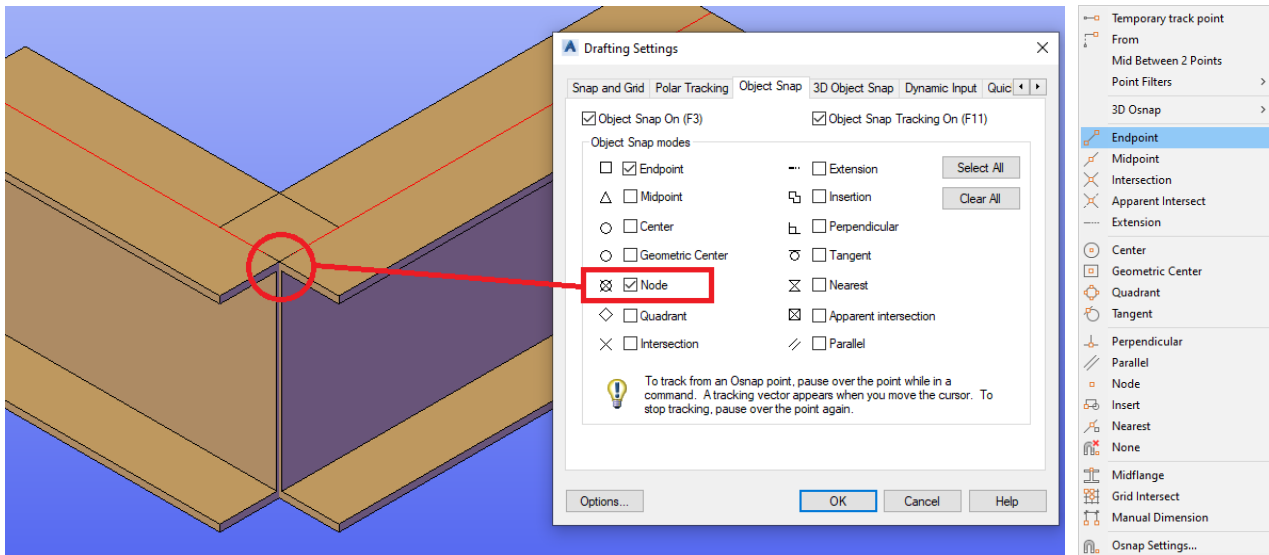 Drafting Settings
Snap and Grid Polar Tracking Object Snap 3D Object Snap Dynamic Input Quic
Object Snap On (F3) Object Snap Tracking On (F11)
Object Snap modes
Endpoint Extension Select All
Midpoint Insertion Clear All
Center Perpendicular
Geometric Center Tangent
Node Nearest
Quadrant Apparent intersection
Intersection Parallel
To track from an Osnap point, pause over the point while in a
command. A tracking vector appears when you move the cursor. To
stop tracking, pause over the point again.
Options... OK Cancel Help
Temporary track point
From
Mid Between 2 Points
Point Filters
3D Osnap
Endpoint
Midpoint
Intersection
Apparent Intersect
Extension
Center
Geometric Center
Quadrant
Tangent
Perpendicular
Parallel
Node
Insert
Nearest
None
Midflange
Grid Intersect
Manual Dimension
Osnap Settings...